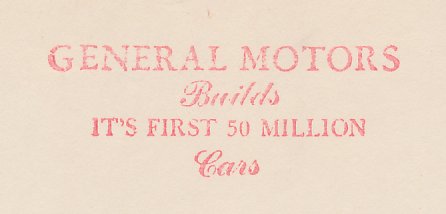 GENERAL MOTORS
Builds
IT'S FIRST 50 MILLION
Cars